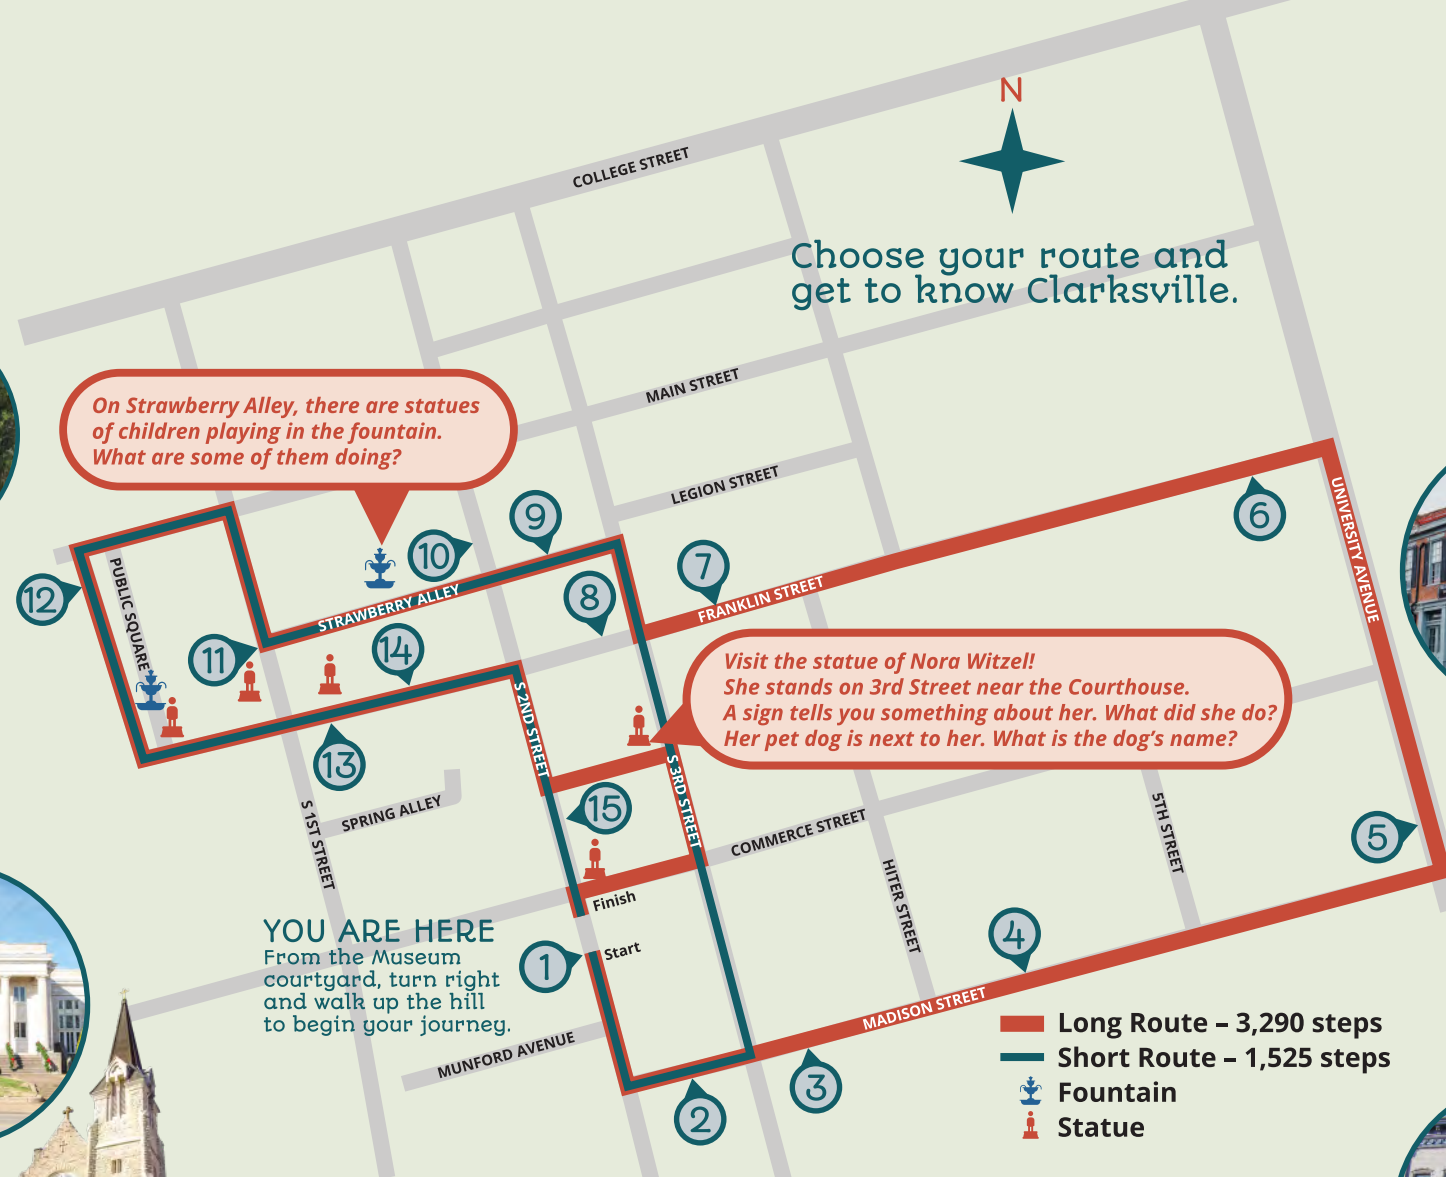 COLLEGE STREET
N
Choose your route and
get to know Clarksville.
MAIN STREET
On Strawberry Alley, there are statues
of children playing in the fountain.
What are some of them doing?
LEGION STREET
UNIVERSITY AVENUE
6
9
10
7
12
PUBLIC SQUARE
STRAWBERRY ALLEY
8
FRANKLIN STREET
11
14
Visit the statue of Nora Witzel!
She stands on 3rd Street near the Courthouse.
A sign tells you something about her. What did she do?
Her pet dog is next to her. What is the dog's name?
S 2ND STREET
13
S 3RD STREET
15
SPRING ALLEY
S 1ST STREET
COMMERCE STREET
5TH STREET
5
HITER STREET
Finish
Start
YOU ARE HERE
From the Museum
courtyard, turn right
and walk up the hill
to begin your journey.
1
4
MADISON STREET
MUNFORD AVENUE
3
2
Long Route – 3,290 steps
Short Route – 1,525 steps
Fountain
Statue